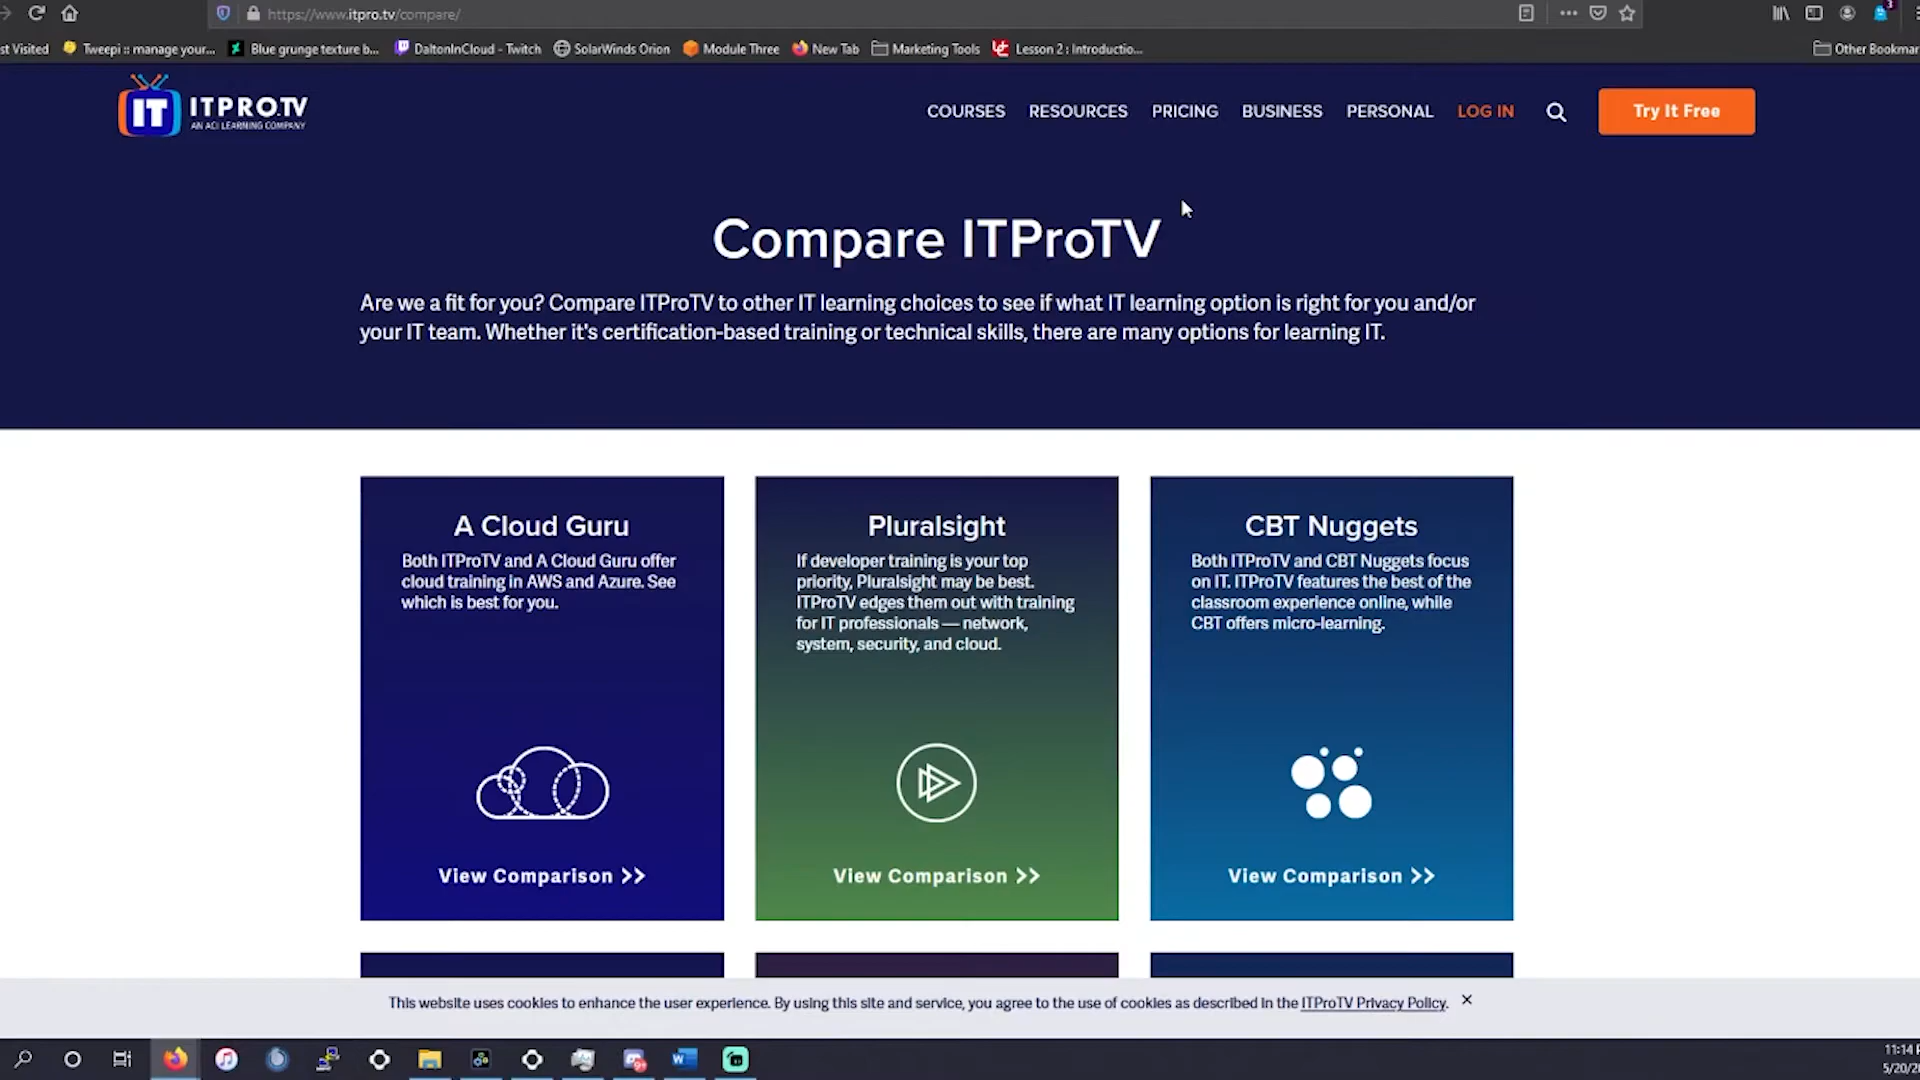 https://www.itpro.tv/compare/
3
st Visited
Tweepi :: manage your...
Blue grunge texture b...
DaltonInCloud - Twitch
SolarWinds Orion
Module Three
New Tab
Marketing Tools
Lesson 2 : Introductio...
Other Bookmar
IT
ITPRO.TV
AN ACI LEARNING COMPANY
COURSES
RESOURCES
PRICING
BUSINESS
PERSONAL
LOG IN
Try It Free
Compare ITProTV
Are we a fit for you? Compare ITProTV to other IT learning choices to see if what IT learning option is right for you and/or
your IT team. Whether it's certification-based training or technical skills, there are many options for learning IT.
A Cloud Guru
Both ITProTV and A Cloud Guru offer
cloud training in AWS and Azure. See
which is best for you.
View Comparison >>
Pluralsight
If developer training is your top
priority, Pluralsight may be best.
ITProTV edges them out with training
for IT professionals — network,
system, security, and cloud.
View Comparison >>
CBT Nuggets
Both ITProTV and CBT Nuggets focus
on IT. ITProTV features the best of the
classroom experience online, while
CBT offers micro-learning.
View Comparison >>
This website uses cookies to enhance the user experience. By using this site and service, you agree to the use of cookies as described in the ITProTV Privacy Policy.
11:14
5/20/2